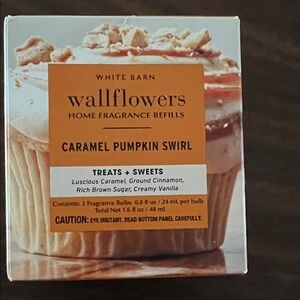 WHITE BARN
wallflowers
HOME FRAGRANCE REFILLS
CARAMEL PUMPKIN SWIRL
TREATS + SWEETS
Luscious Caramel, Ground Cinnamon,
Rich Brown Sugar, Creamy Vanilla
Contents: 2 Fragrance Bulbs 0.8 fl oz / 24 mL per bulb
Total Net 1.6 fl oz / 48 mL
CAUTION: EYE IRRITANT. READ BOTTOM PANEL CAREFULLY.